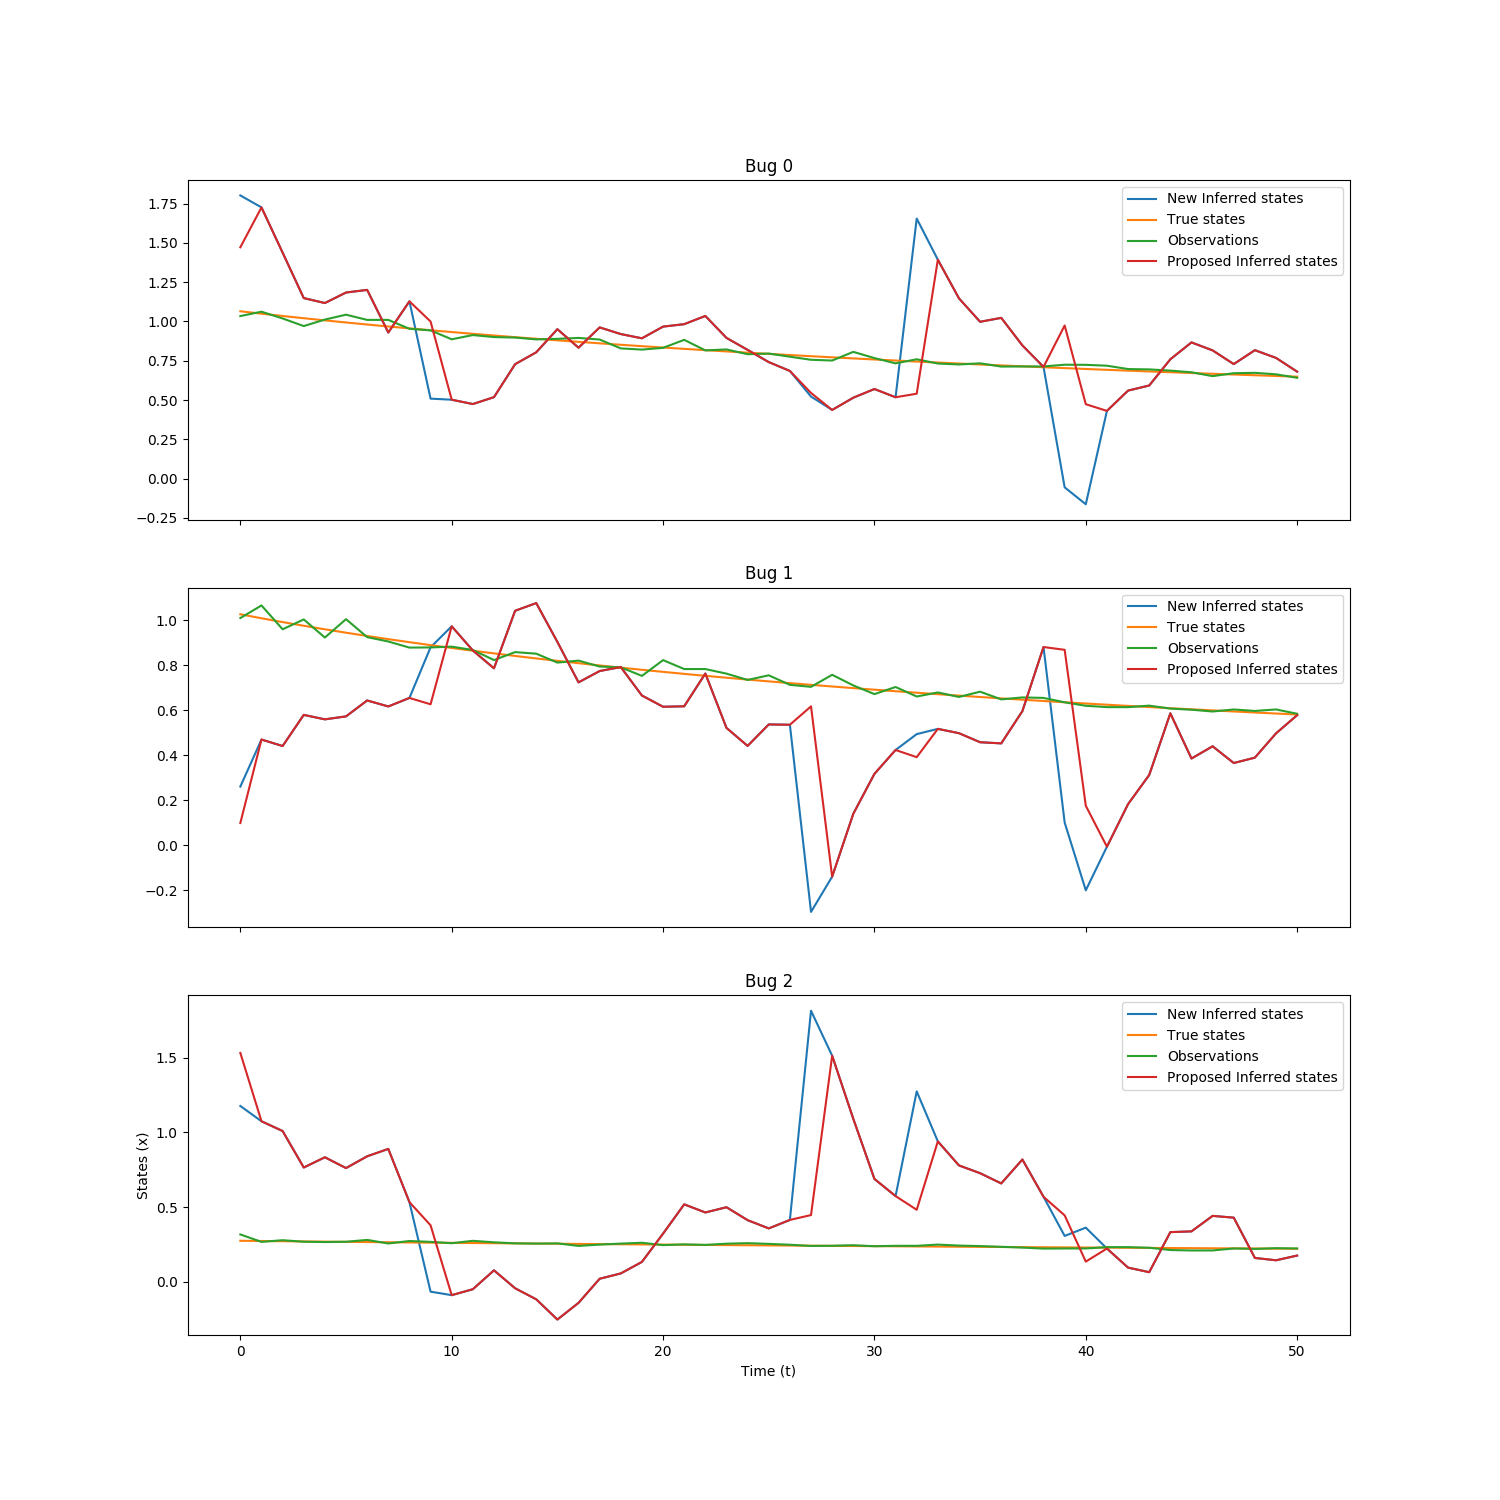 Bug 0
New Inferred states
True states
Observations
Proposed Inferred states
1.75
1.50
1.25
1.00
0.75
0.50
0.25
0.00
−0.25
Bug 1
New Inferred states
True states
Observations
Proposed Inferred states
1.0
0.8
0.6
0.4
0.2
0.0
−0.2
Bug 2
New Inferred states
True states
Observations
Proposed Inferred states
1.5
1.0
0.5
0.0
States (x)
0 10 20 30 40 50
Time (t)